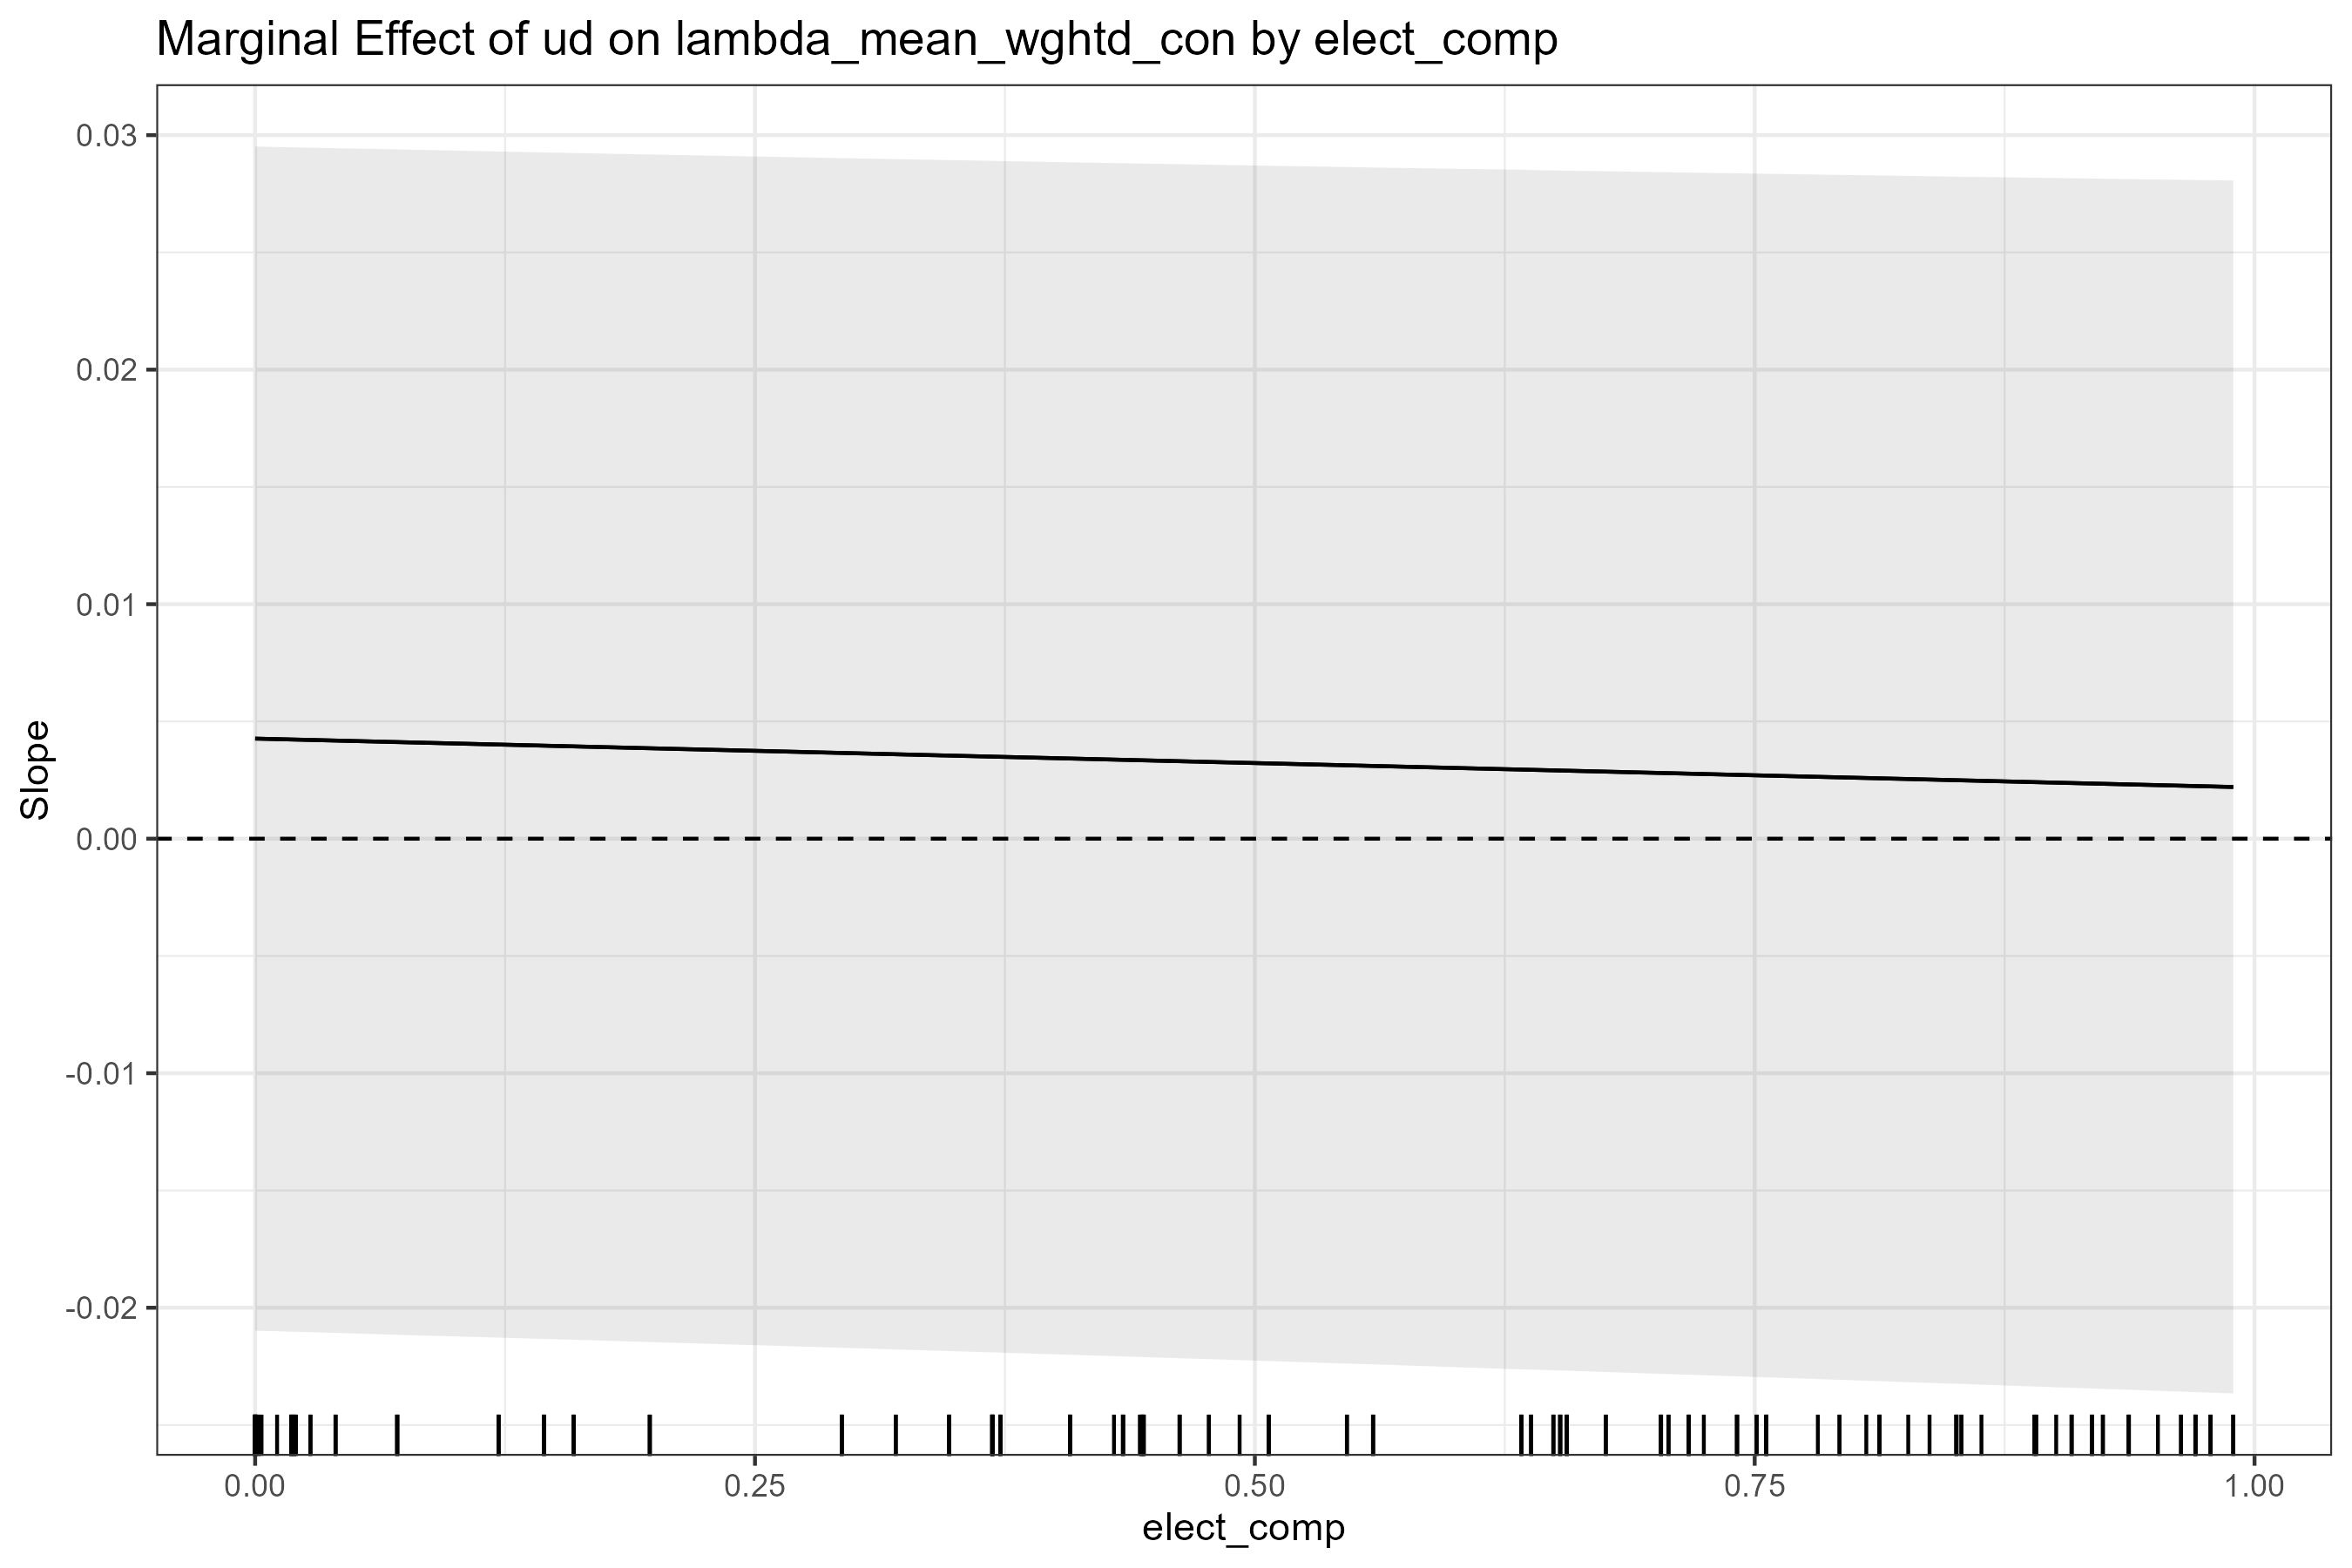 Marginal Effect of ud on lambda_mean_wghtd_con by elect_comp
0.03
0.02
0.01
0.00
-0.01
-0.02
Slope
0.00 0.25 0.50 0.75 1.00
elect_comp